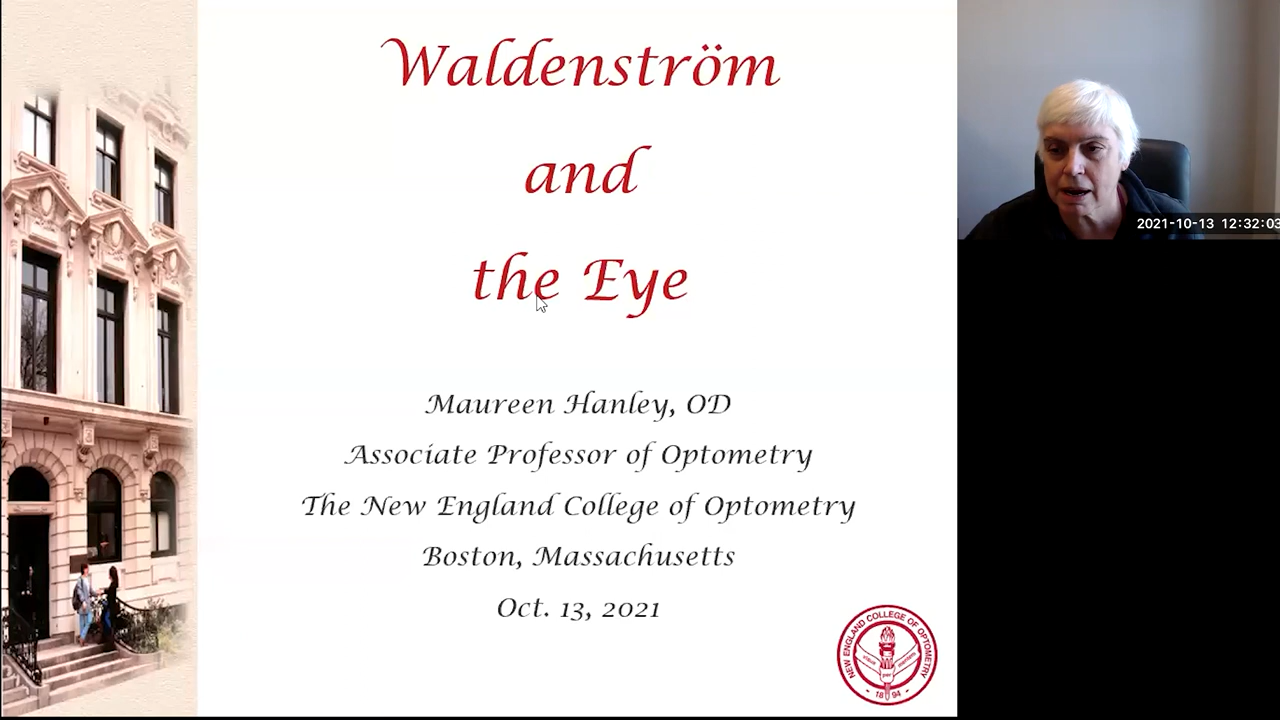 Waldenström
and
the Eye
Maureen Hanley, OD
Associate Professor of Optometry
The New England College of Optometry
Boston, Massachusetts
Oct. 13, 2021
2021-10-13 12:32:03
NEW ENGLAND COLLEGE OF OPTOMETRY
1894